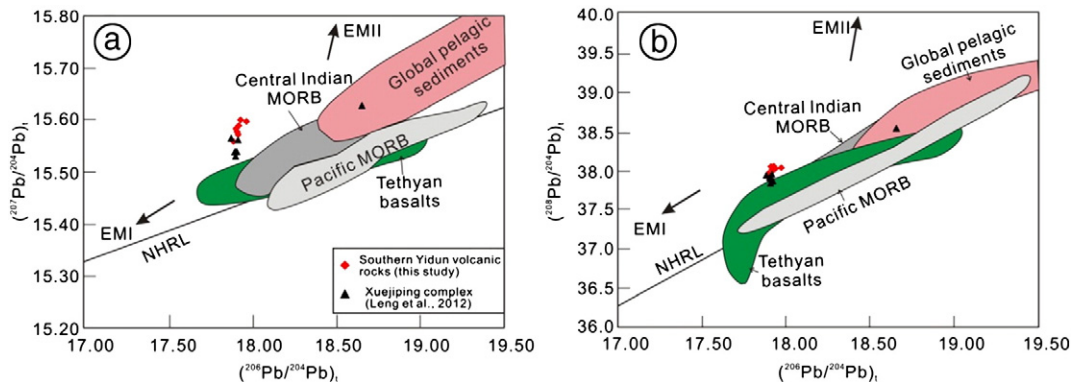 a
15.80
15.70
15.60
15.50
15.40
15.30
15.20
(²⁰⁷Pb/²⁰⁴Pb)t
EMII
Global pelagic
sediments
Central Indian
MORB
Pacific MORB
Tethyan
basalts
EMI
NHRL
Southern Yidun volcanic
rocks (this study)
Xuejiping complex
(Leng et al., 2012)
17.00 17.50 18.00 18.50 19.00 19.50
(²⁰⁶Pb/²⁰⁴Pb)t
b
40.0
39.5
39.0
38.5
38.0
37.5
37.0
36.5
36.0
(²⁰⁸Pb/²⁰⁴Pb)t
EMII
Global pelagic
sediments
Central Indian
MORB
Pacific MORB
EMI
NHRL
Tethyan
basalts
17.00 17.50 18.00 18.50 19.00 19.50
(²⁰⁶Pb/²⁰⁴Pb)t